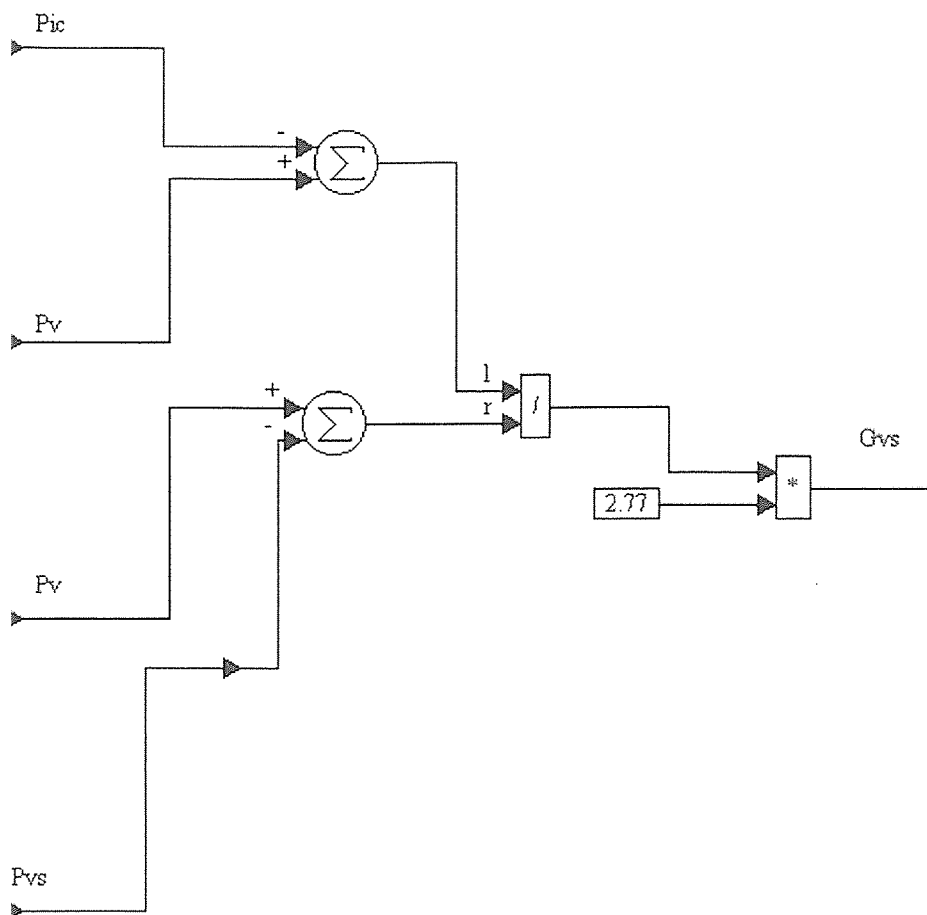 Pic
-
+
Σ
Pv
l
+
r
/
-
Σ
Gvs
*
2.77
Pv
Pvs